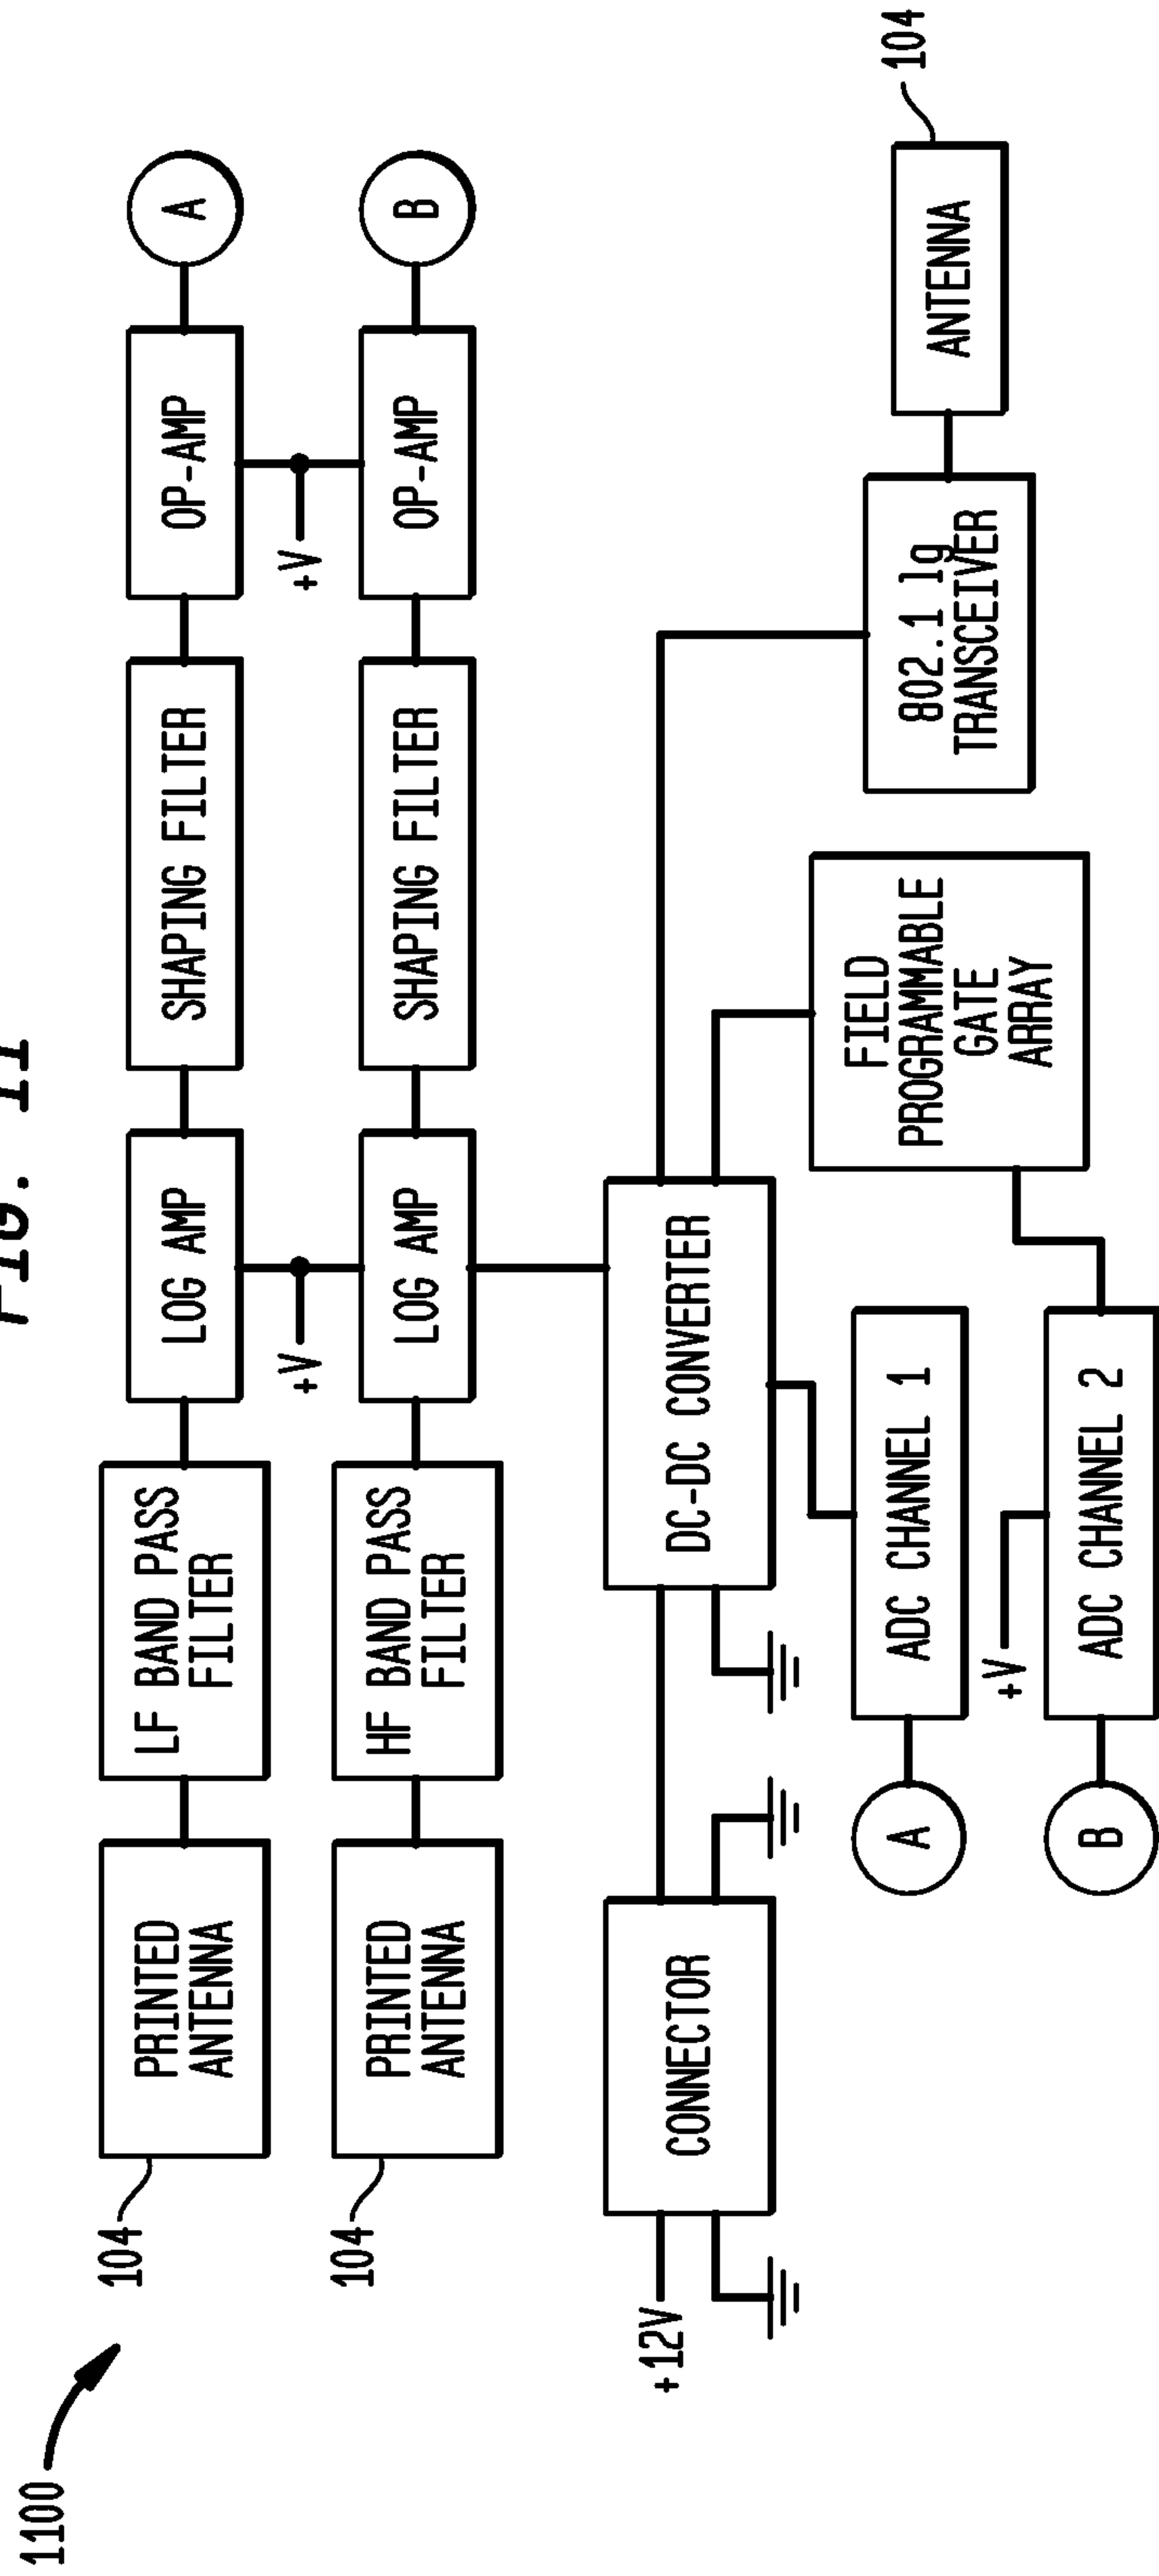 FIG. 11
1100
104
PRINTED
ANTENNA
LF BAND PASS
FILTER
LOG AMP
SHAPING FILTER
OP-AMP
A
+V
+V
104
PRINTED
ANTENNA
HF BAND PASS
FILTER
LOG AMP
SHAPING FILTER
OP-AMP
B
+12V
CONNECTOR
DC-DC CONVERTER
A
ADC CHANNEL 1
+V
B
ADC CHANNEL 2
FIELD
PROGRAMMABLE
GATE
ARRAY
802.1 1g
TRANSCEIVER
ANTENNA
104